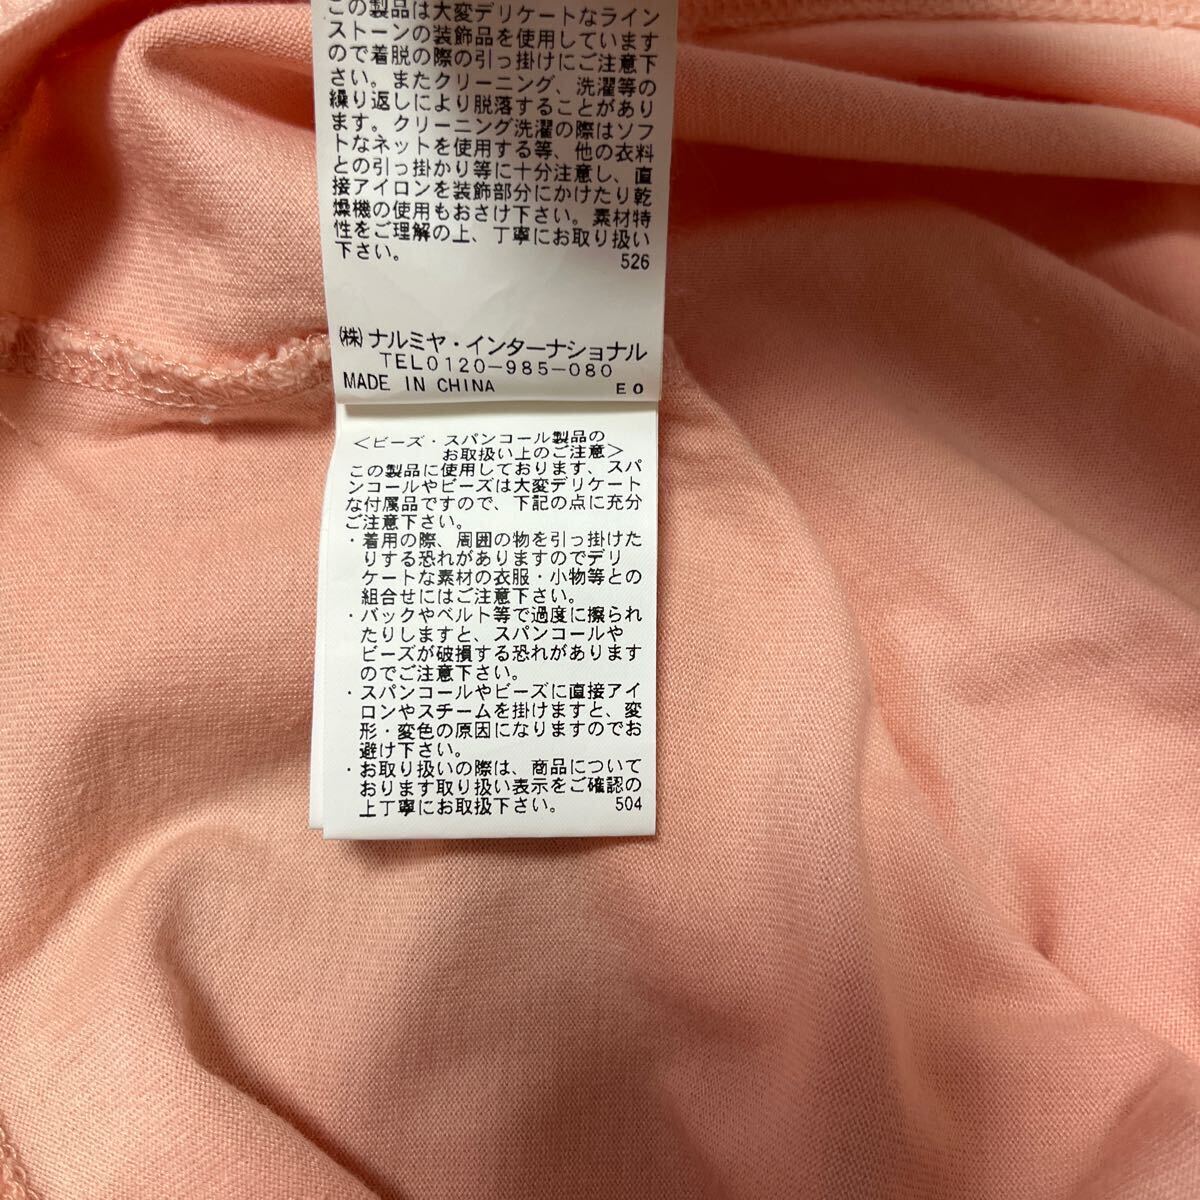 この製品は大変デリケートなライン
ストーンの装飾品を使用しています
ので着脱の際の引っ掛けにご注意下
さい。またクリーニング、洗濯等の
繰り返しにより脱落することがあり
ます。クリーニング洗濯の際はソフ
トなネットを使用する等、他の衣料
との引っ掛かり等に十分注意し、直
接アイロンを装飾部分にかけたり乾
燥機の使用もおさけ下さい。素材特
性をご理解の上、丁寧にお取り扱い
下さい。 526
(株)ナルミヤ・インターナショナル
TEL0120-985-080
MADE IN CHINA E0
<ビーズ・スパンコール製品の
お取扱い上のご注意>
この製品に使用しております、スパ
ンコールやビーズは大変デリケート
な付属品ですので、下記の点に充分
ご注意下さい。
・着用の際、周囲の物を引っ掛けた
りする恐れがありますのでデリ
ケートな素材の衣服・小物等との
組合せにはご注意下さい。
・バックやベルト等で過度に擦られ
たりしますと、スパンコールや
ビーズが破損する恐れがあります
のでご注意下さい。
・スパンコールやビーズに直接アイ
ロンやスチームを掛けますと、変
形・変色の原因になりますのでお
避け下さい。
・お取り扱いの際は、商品について
おります取り扱い表示をご確認の
上丁寧にお取扱下さい。 504